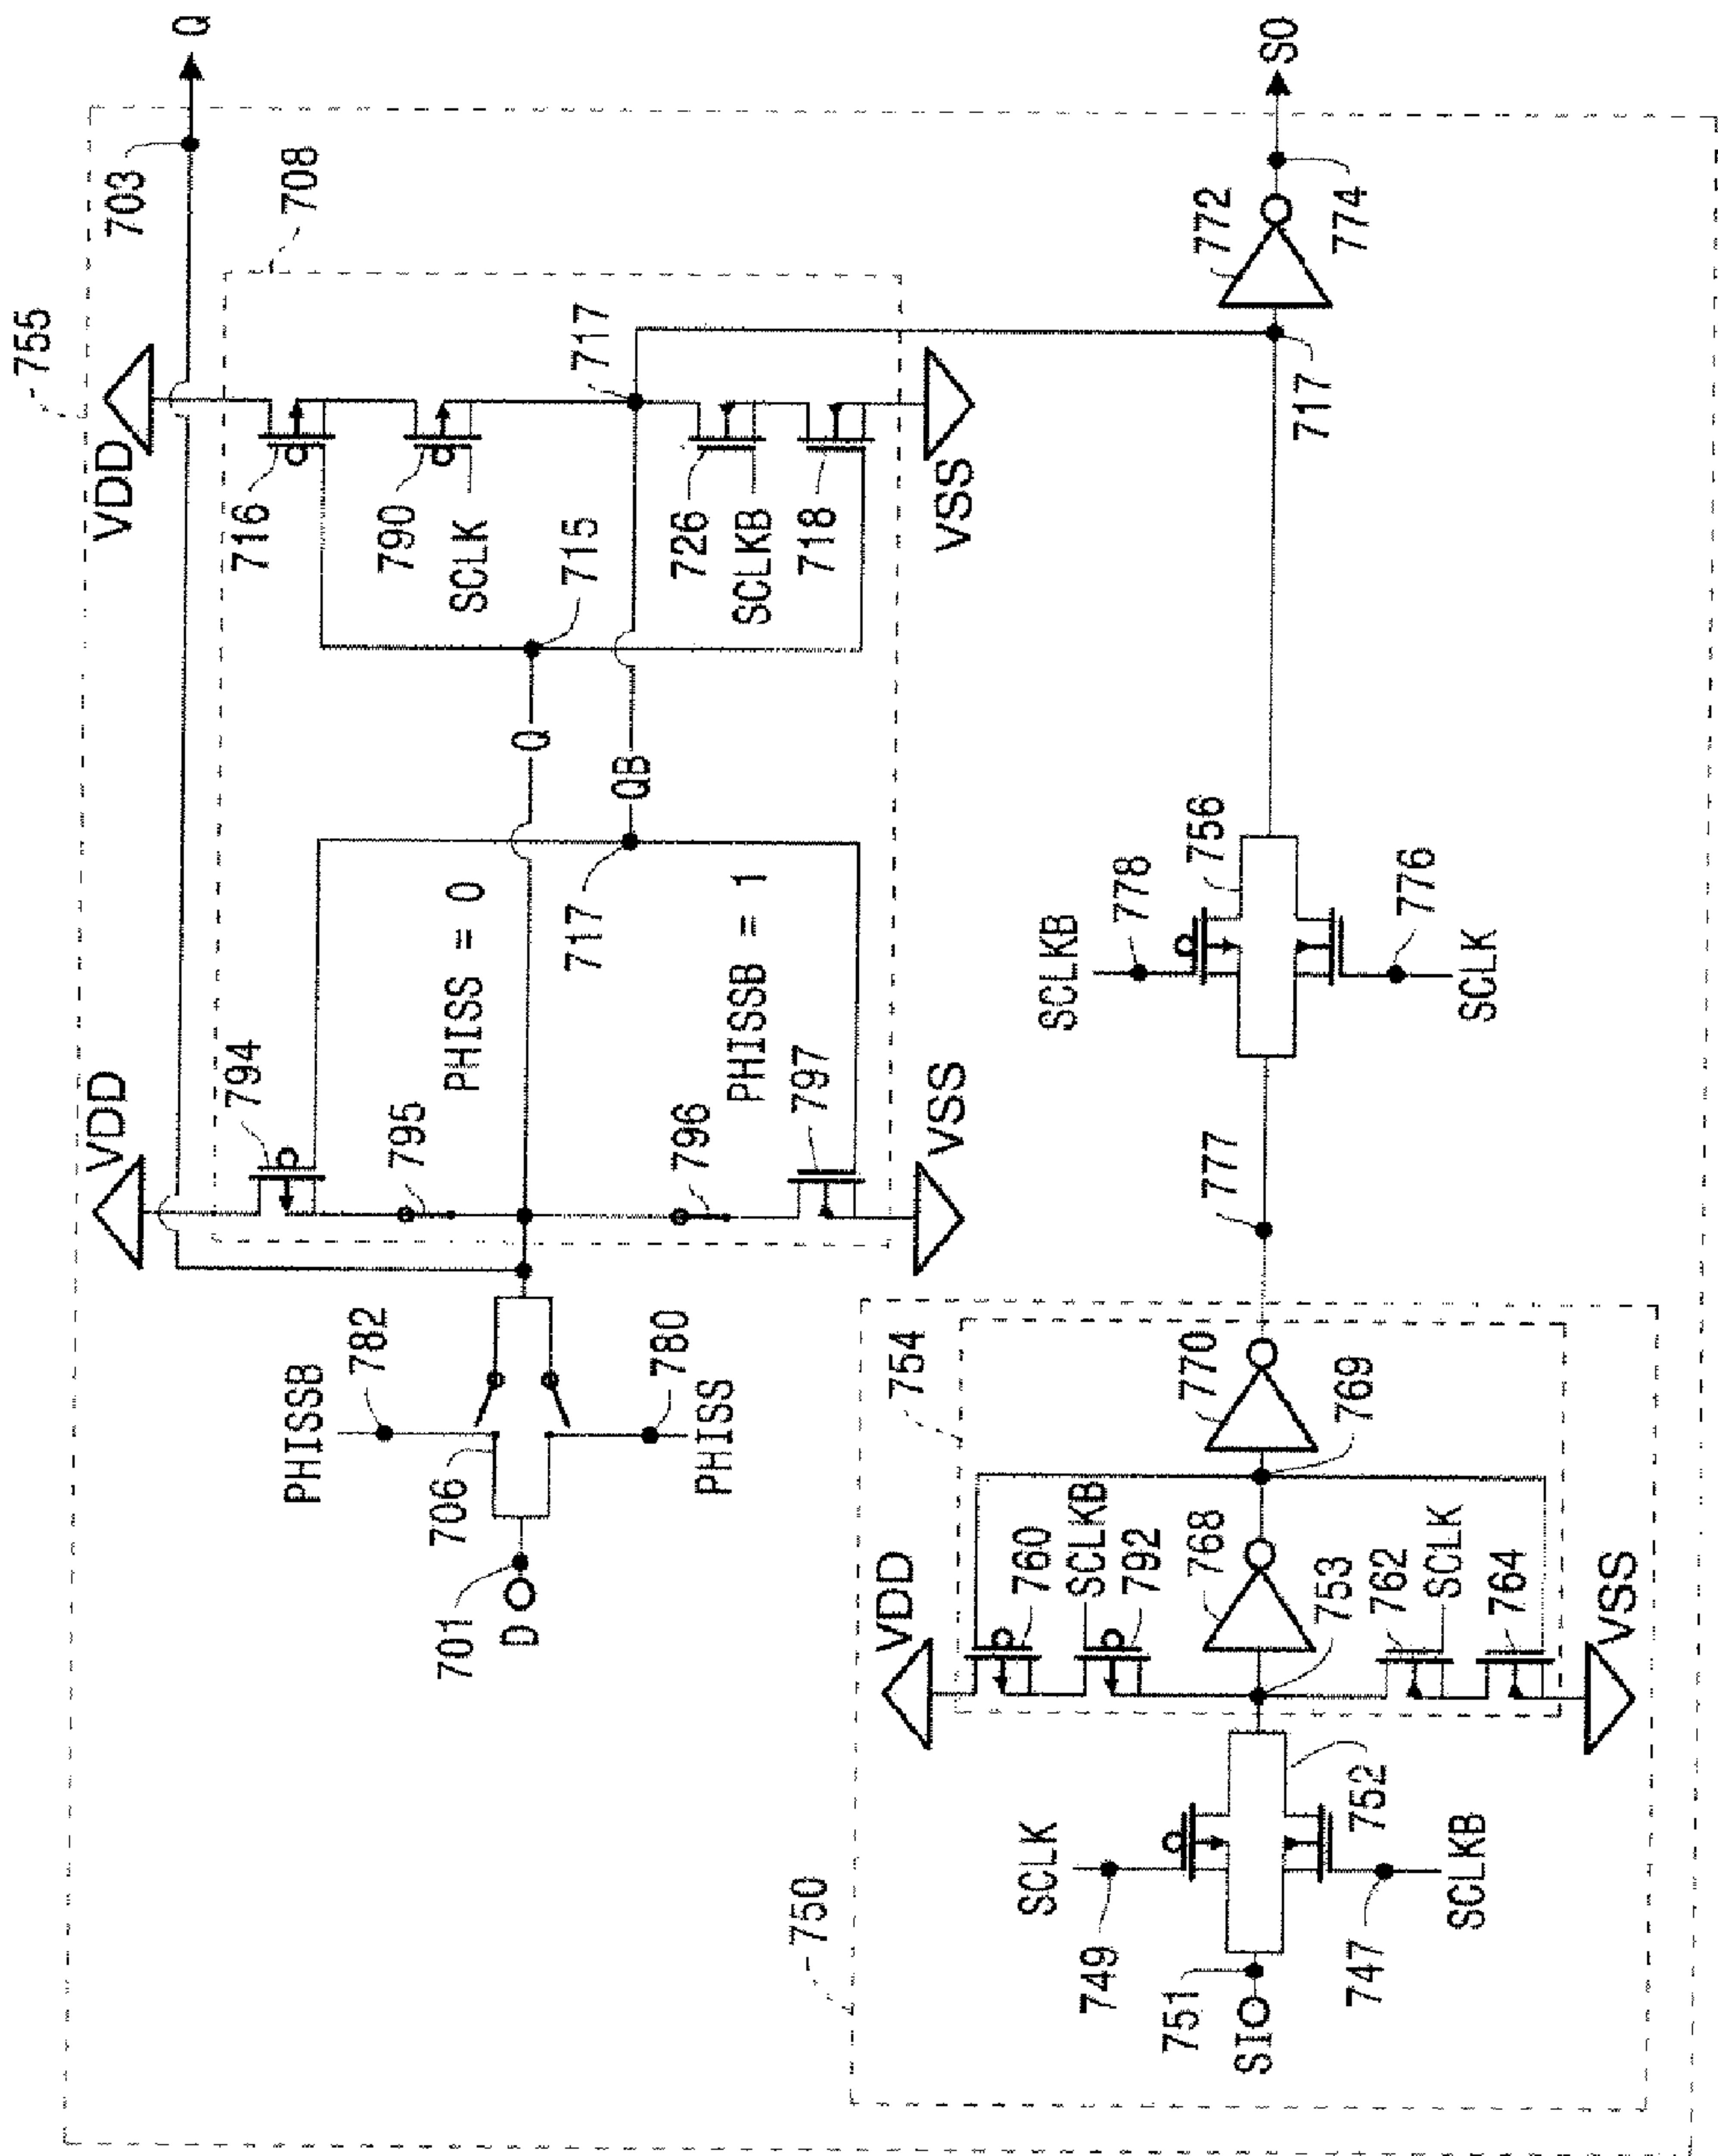 755
VDD
VDD
703
Q
708
794
716
790
SCLK
795
PHISS = 0
Q
715
717
QB
717
PHISSB = 1
726
SCLKB
718
796
797
VSS
VSS
PHISSB
782
706
701
D
780
PHISS
750
754
VDD
760
SCLKB
792
768
753
762
SCLK
764
VSS
770
769
SCLK
749
751
SI
752
747
SCLKB
777
SCLKB
778
756
776
SCLK
717
772
774
SO